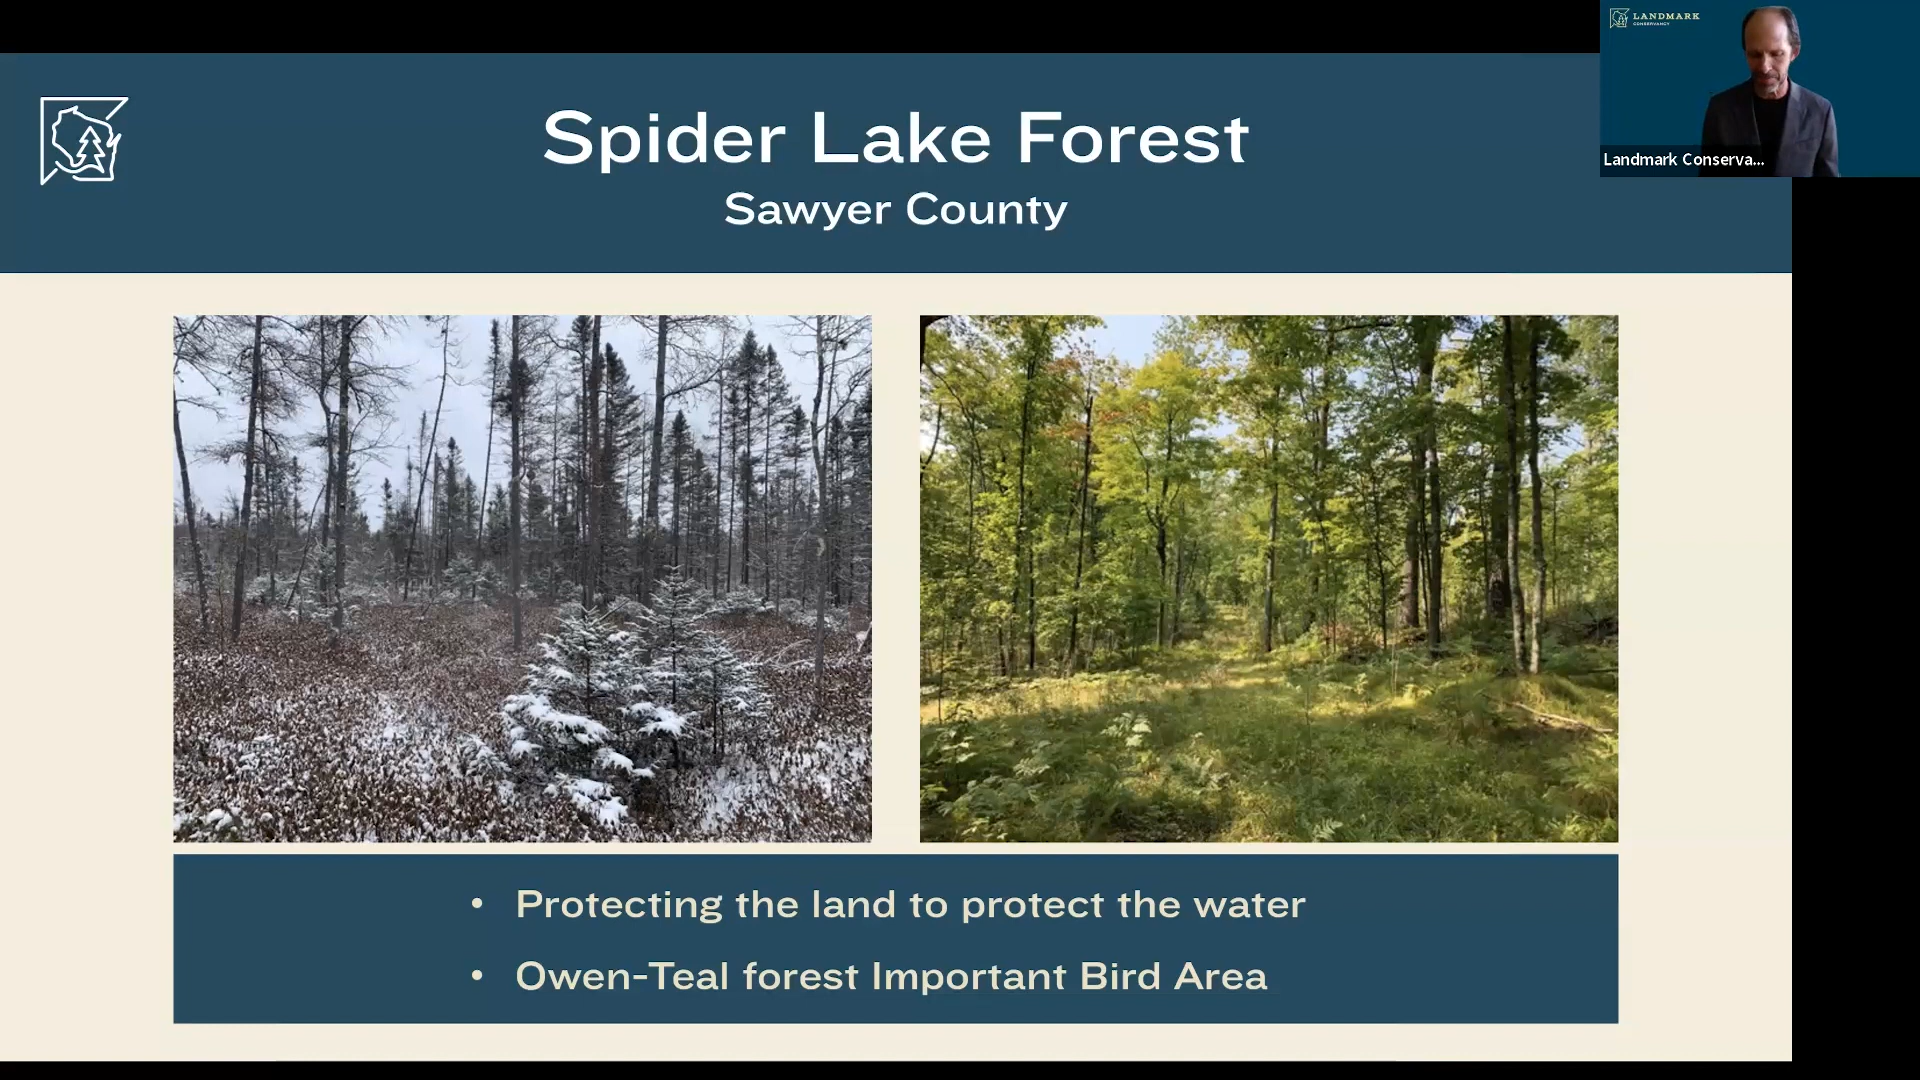 LANDMARK
CONSERVANCY
Landmark Conserva...
Spider Lake Forest
Sawyer County
• Protecting the land to protect the water
• Owen-Teal forest Important Bird Area